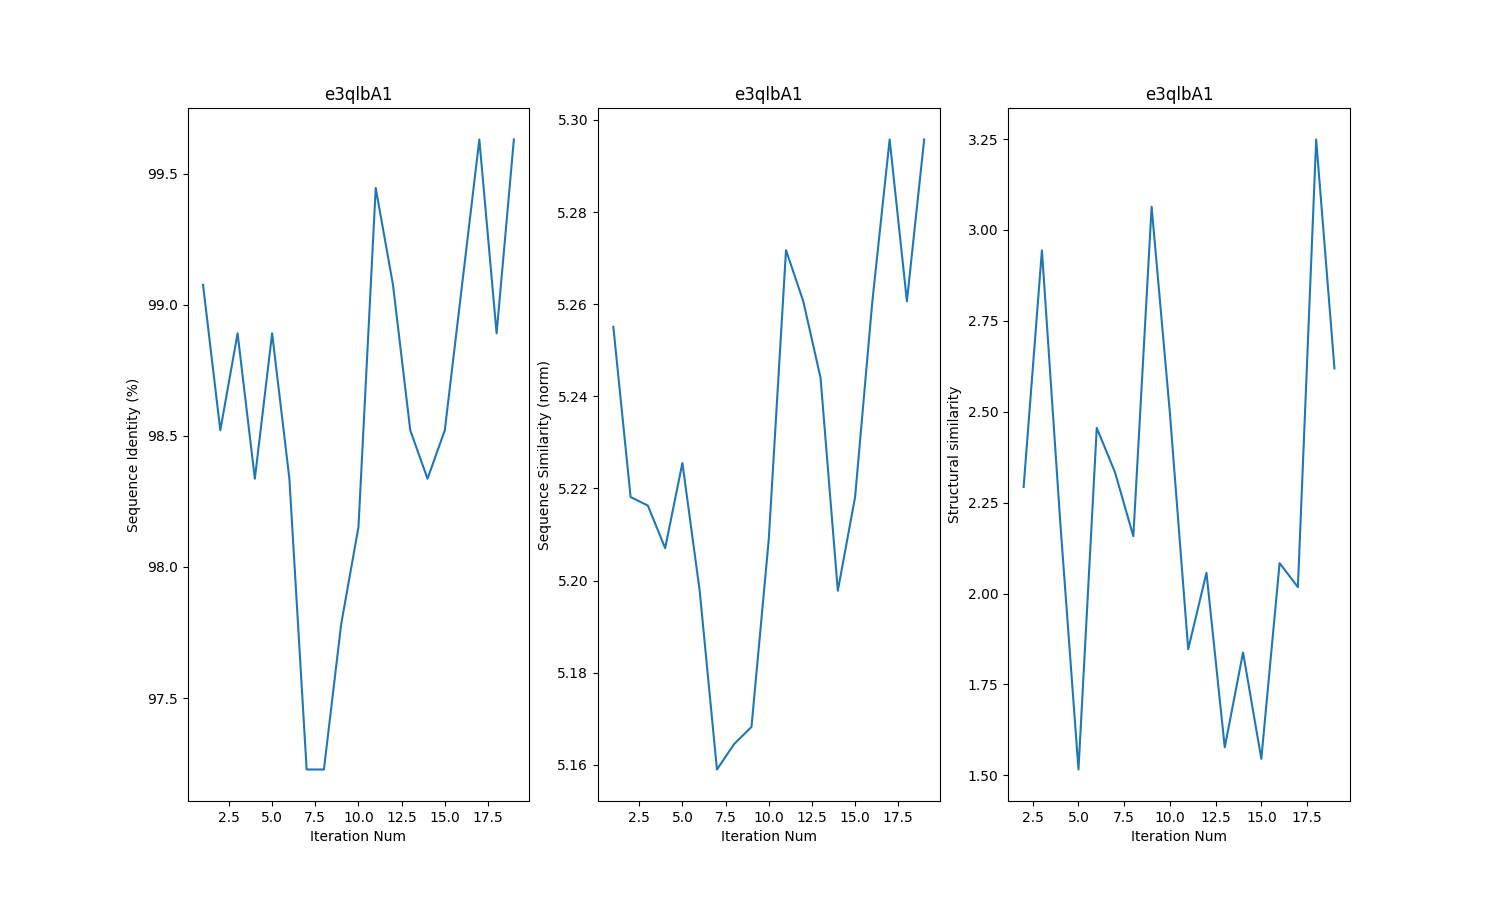 e3qlbA1
Sequence Identity (%)
99.5
99.0
98.5
98.0
97.5
2.5 5.0 7.5 10.0 12.5 15.0 17.5
Iteration Num
e3qlbA1
Sequence Similarity (norm)
5.30
5.28
5.26
5.24
5.22
5.20
5.18
5.16
2.5 5.0 7.5 10.0 12.5 15.0 17.5
Iteration Num
e3qlbA1
Structural similarity
3.25
3.00
2.75
2.50
2.25
2.00
1.75
1.50
2.5 5.0 7.5 10.0 12.5 15.0 17.5
Iteration Num